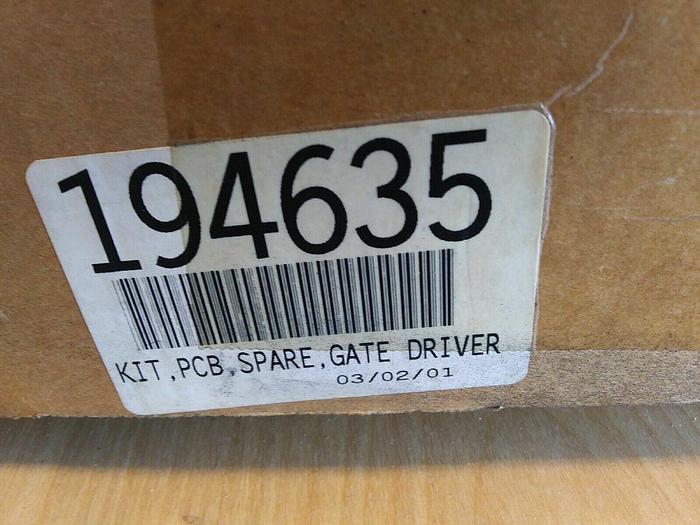 194635
KIT,PCB,SPARE,GATE DRIVER
03/02/01